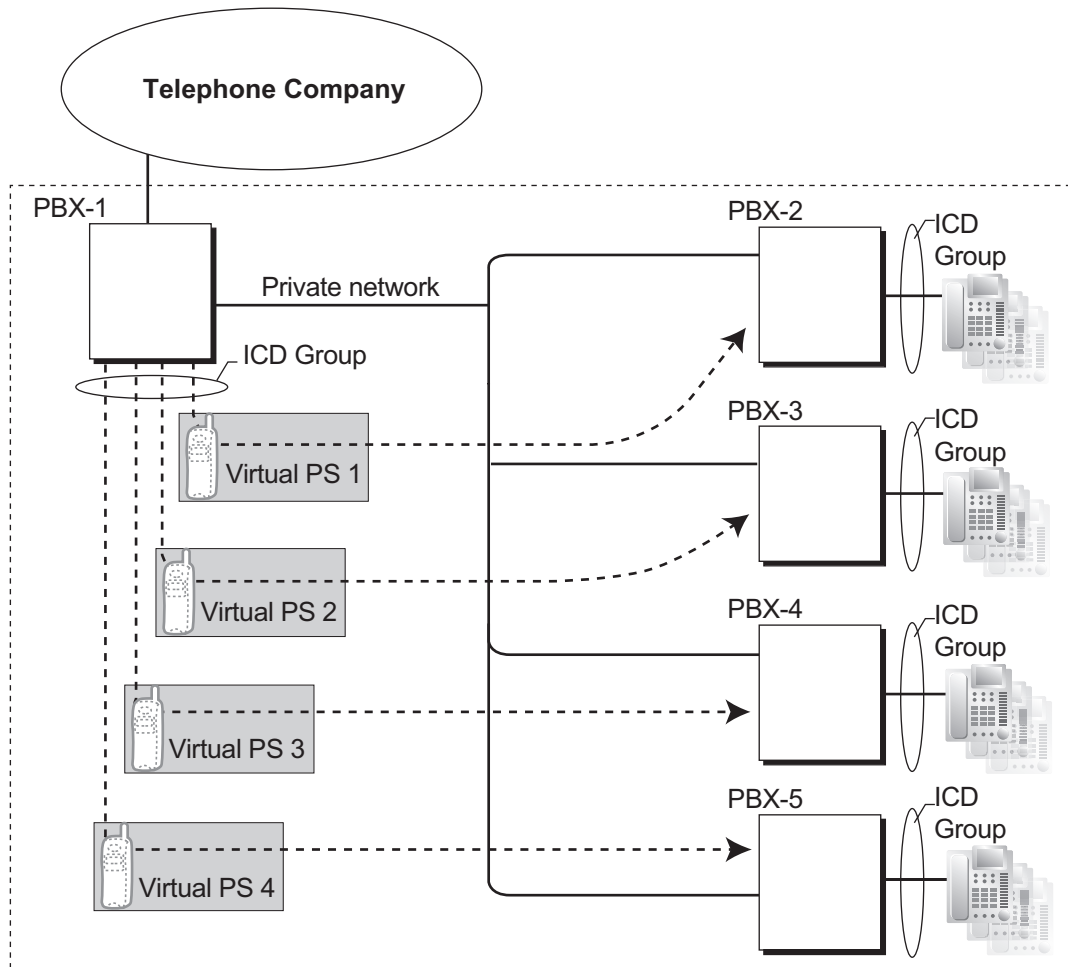 Telephone Company
PBX-1
Private network
ICD Group
Virtual PS 1
Virtual PS 2
Virtual PS 3
Virtual PS 4
PBX-2
ICD
Group
PBX-3
ICD
Group
PBX-4
ICD
Group
PBX-5
ICD
Group